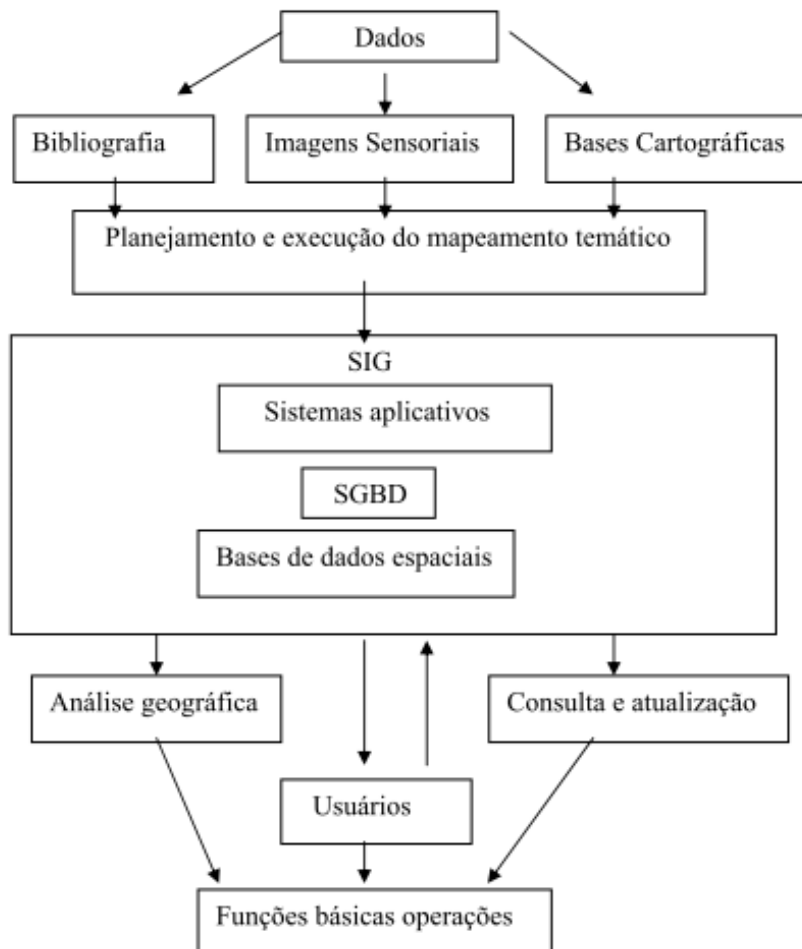 Dados
Bibliografia
Imagens Sensoriais
Bases Cartográficas
Planejamento e execução do mapeamento temático
SIG
Sistemas aplicativos
SGBD
Bases de dados espaciais
Análise geográfica
Consulta e atualização
Usuários
Funções básicas operações